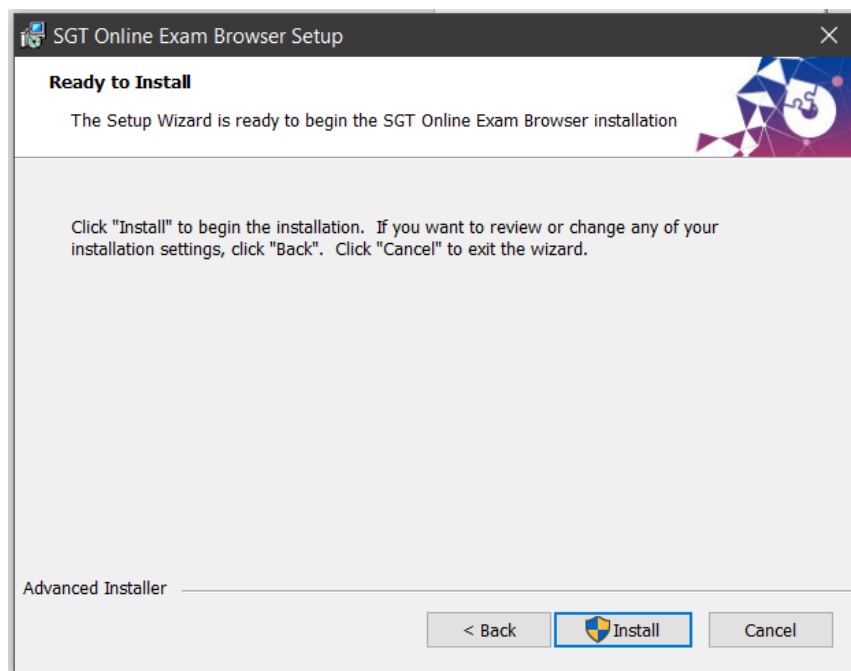 SGT Online Exam Browser Setup
Ready to Install
The Setup Wizard is ready to begin the SGT Online Exam Browser installation
Click "Install" to begin the installation.  If you want to review or change any of your
installation settings, click "Back".  Click "Cancel" to exit the wizard.
Advanced Installer
< Back
Install
Cancel